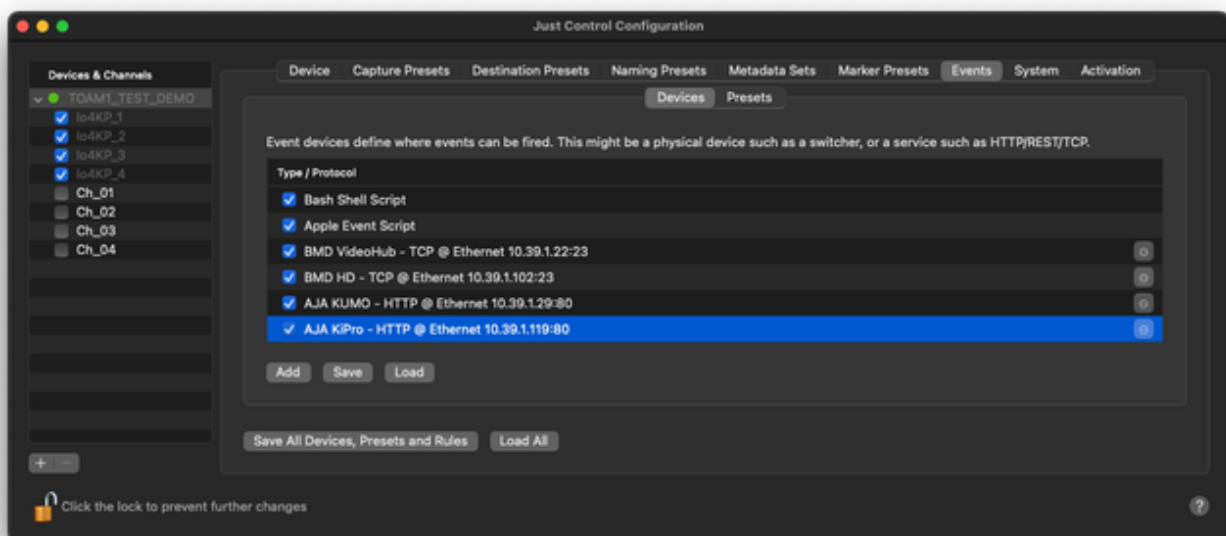 Just Control Configuration
Devices & Channels
TOAM1_TEST_DEMO
Io4KP_1
Io4KP_2
Io4KP_3
Io4KP_4
Ch_01
Ch_02
Ch_03
Ch_04
Device Capture Presets Destination Presets Naming Presets Metadata Sets Marker Presets Events System Activation
Devices Presets
Event devices define where events can be fired. This might be a physical device such as a switcher, or a service such as HTTP/REST/TCP.
Type / Protocol
Bash Shell Script
Apple Event Script
BMD VideoHub - TCP @ Ethernet 10.39.1.22:23
BMD HD - TCP @ Ethernet 10.39.1.102:23
AJA KUMO - HTTP @ Ethernet 10.39.1.29:80
AJA KiPro - HTTP @ Ethernet 10.39.1.119:80
Add Save Load
Save All Devices, Presets and Rules Load All
+ −
Click the lock to prevent further changes
?